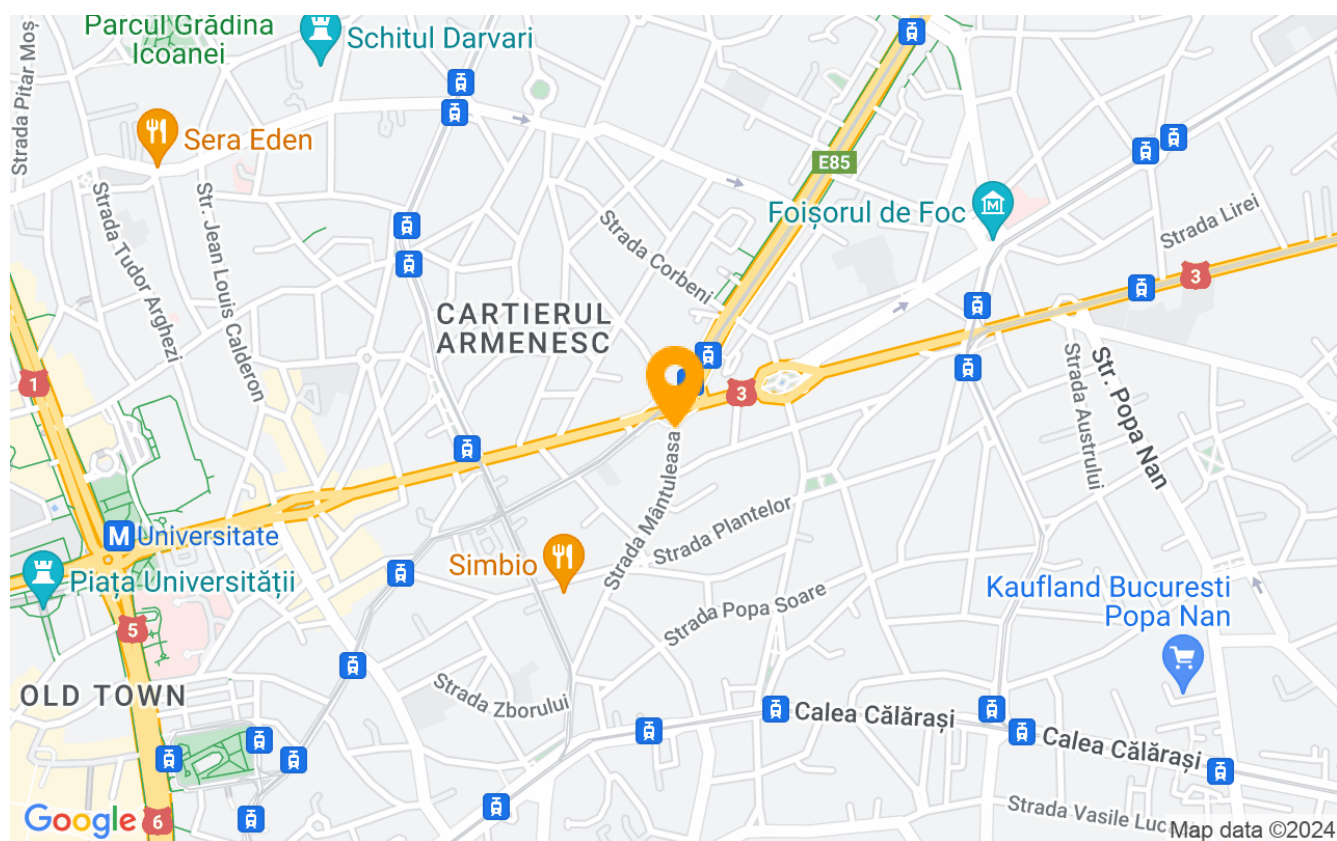 Parcul Grădina
Icoanei
Schitul Darvari
Strada Pitar Moș
Sera Eden
E85
Foișorul de Foc
Strada Lirei
Strada Tudor Arghezi
Str. Jean Louis Calderon
Strada Corbeni
3
CARTIERUL
ARMENESC
1
3
Strada Austrului
Str. Popa Nan
Strada Mântuleasa
Strada Plantelor
M Universitate
Simbio
Piața Universității
Kaufland Bucuresti
Popa Nan
5
Strada Popa Soare
OLD TOWN
Strada Zborului
Calea Călărași
Calea Călărași
Google
6
Strada Vasile Luc
Map data ©2024